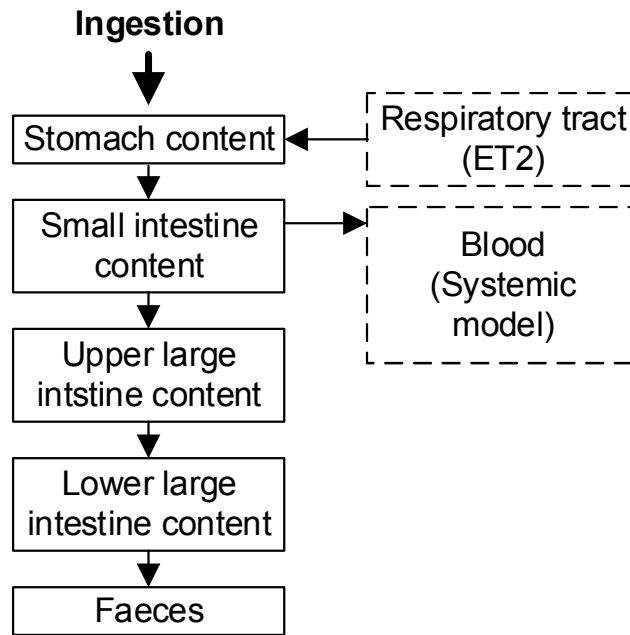 Ingestion
Stomach content
Respiratory tract
(ET2)
Small intestine
content
Blood
(Systemic
model)
Upper large
intstine content
Lower large
intestine content
Faeces